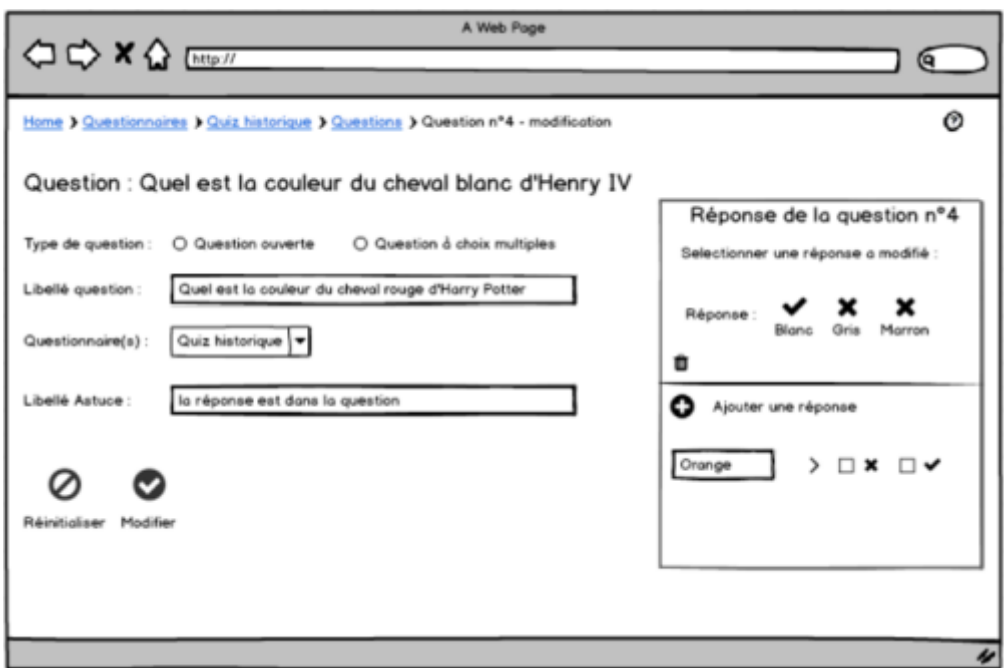 A Web Page
http://
Home > Questionnaires > Quiz historique > Questions > Question n°4 - modification
Question : Quel est la couleur du cheval blanc d'Henry IV
Type de question : Question ouverte Question à choix multiples
Libellé question : Quel est la couleur du cheval rouge d'Harry Potter
Questionnaire(s) : Quiz historique
Libellé Astuce : la réponse est dans la question
Réinitialiser Modifier
Réponse de la question n°4
Selectionner une réponse a modifié :
Réponse : Blanc Gris Marron
Ajouter une réponse
Orange >